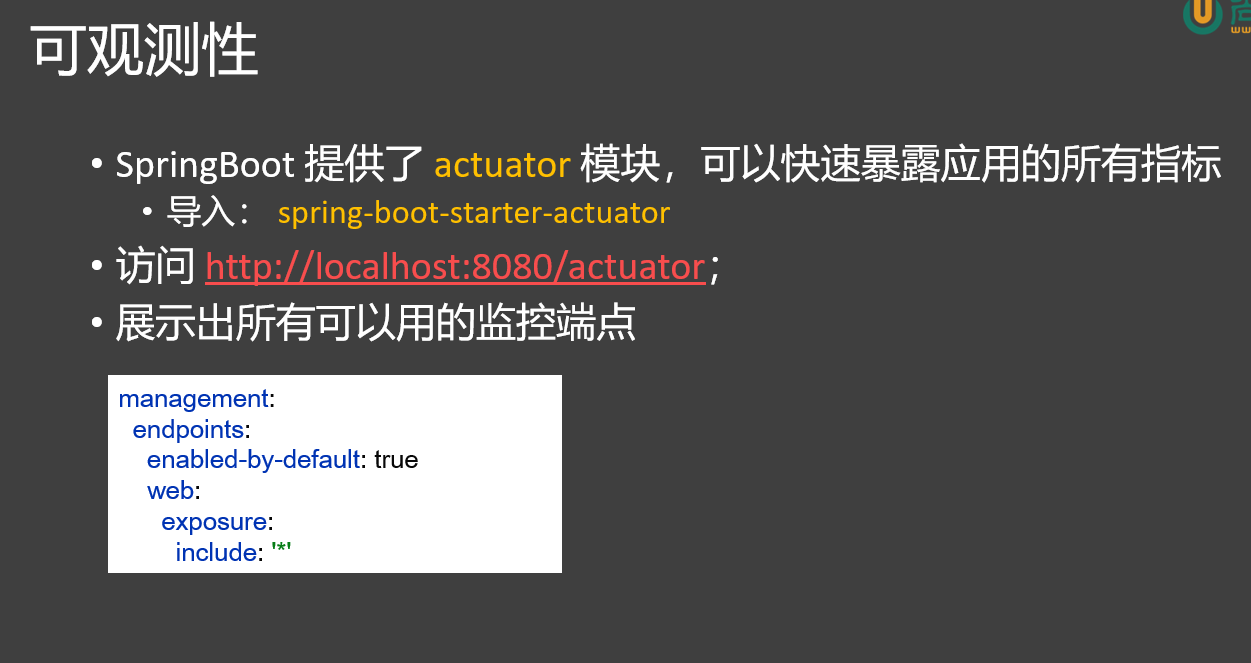 可观测性
• SpringBoot 提供了 actuator 模块，可以快速暴露应用的所有指标
• 导入： spring-boot-starter-actuator
• 访问 http://localhost:8080/actuator；
• 展示出所有可以用的监控端点
management:
  endpoints:
    enabled-by-default: true
    web:
      exposure:
        include: '*'